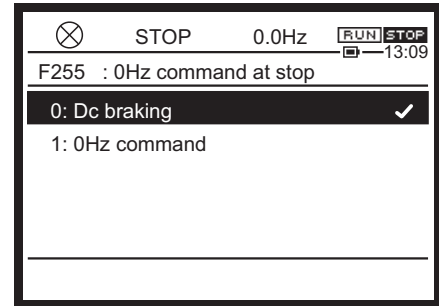 STOP 0.0Hz RUN STOP
13:09
F255 : 0Hz command at stop
0: Dc braking
1: 0Hz command